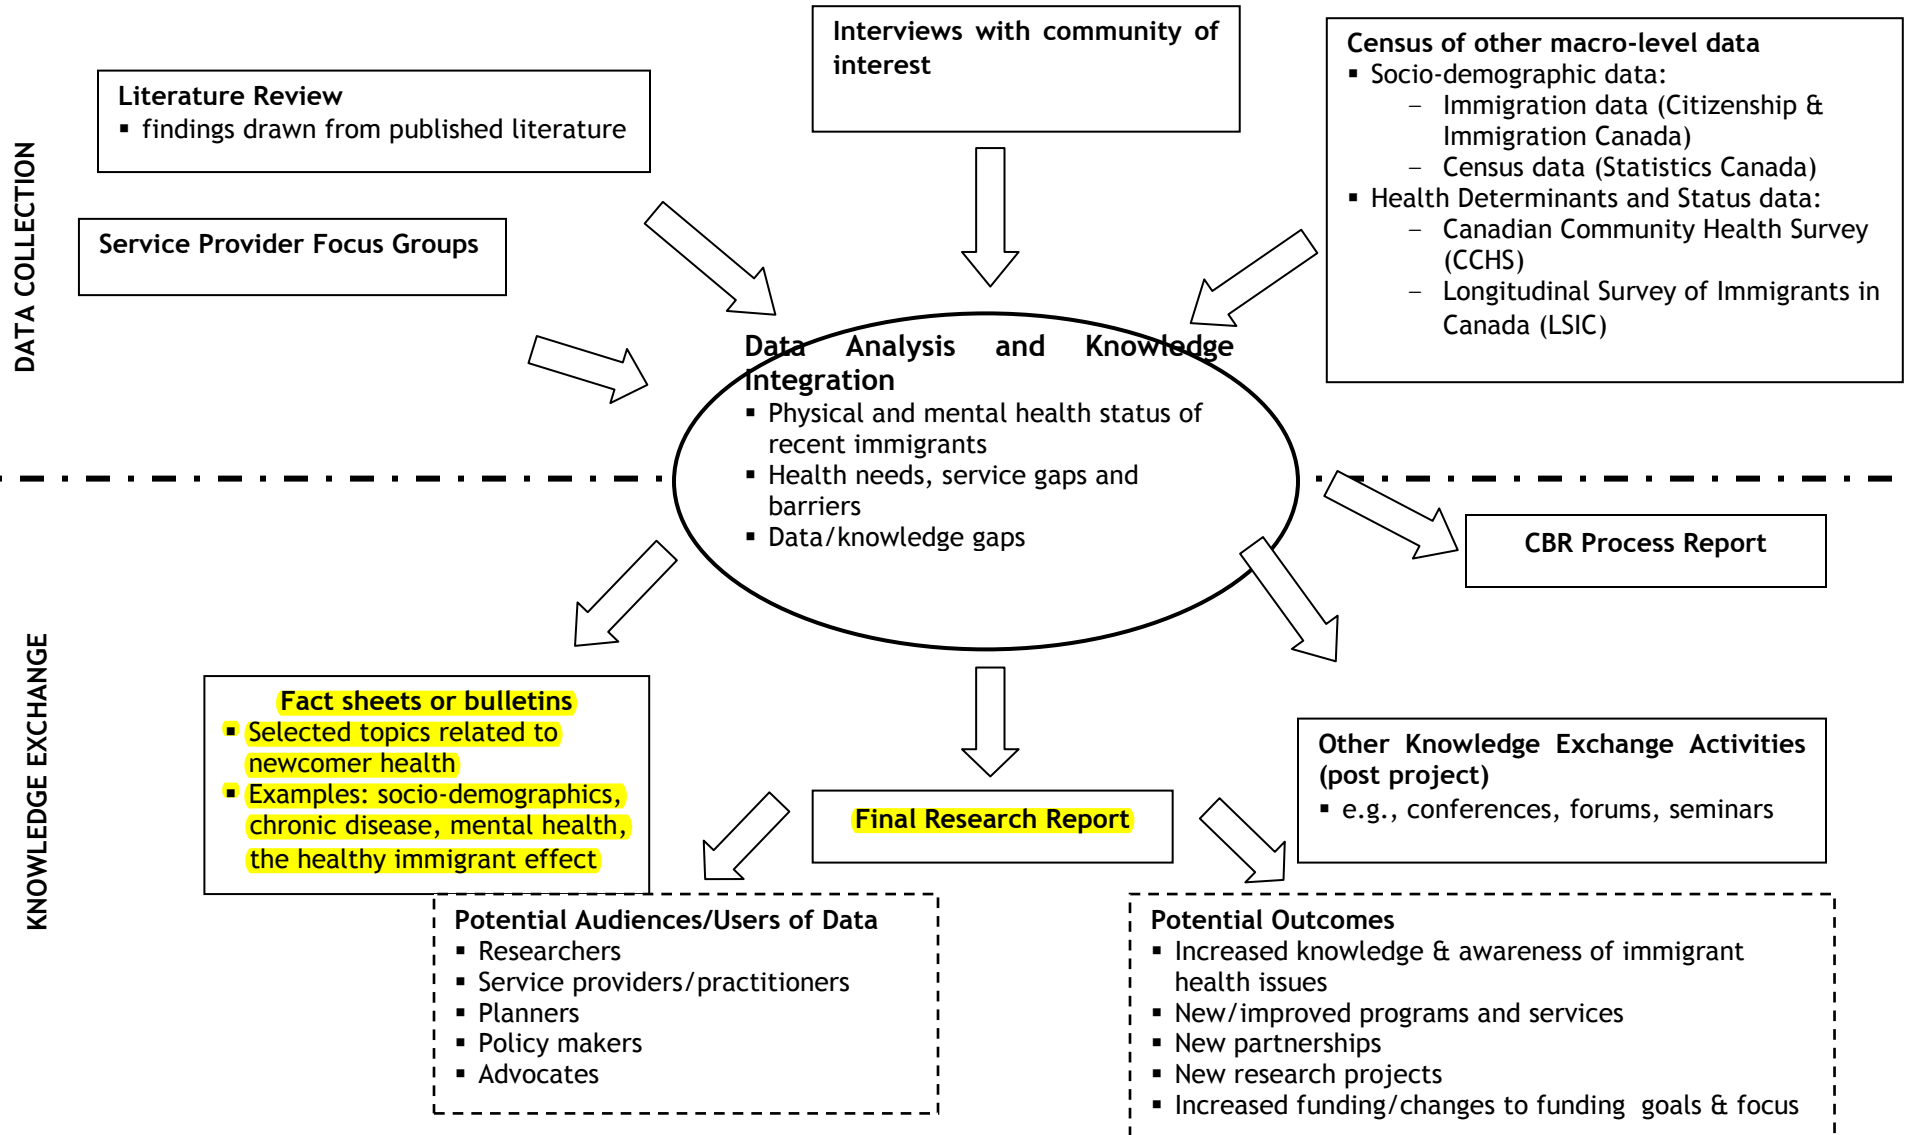 DATA COLLECTION
Literature Review
▪ findings drawn from published literature
Service Provider Focus Groups
Interviews with community of
interest
Census of other macro-level data
▪ Socio-demographic data:
– Immigration data (Citizenship &
Immigration Canada)
– Census data (Statistics Canada)
▪ Health Determinants and Status data:
– Canadian Community Health Survey
(CCHS)
– Longitudinal Survey of Immigrants in
Canada (LSIC)
Data Analysis and Knowledge
Integration
▪ Physical and mental health status of
recent immigrants
▪ Health needs, service gaps and
barriers
▪ Data/knowledge gaps
KNOWLEDGE EXCHANGE
CBR Process Report
Fact sheets or bulletins
▪ Selected topics related to
newcomer health
▪ Examples: socio-demographics,
chronic disease, mental health,
the healthy immigrant effect
Final Research Report
Other Knowledge Exchange Activities
(post project)
▪ e.g., conferences, forums, seminars
Potential Audiences/Users of Data
▪ Researchers
▪ Service providers/practitioners
▪ Planners
▪ Policy makers
▪ Advocates
Potential Outcomes
▪ Increased knowledge & awareness of immigrant
health issues
▪ New/improved programs and services
▪ New partnerships
▪ New research projects
▪ Increased funding/changes to funding goals & focus